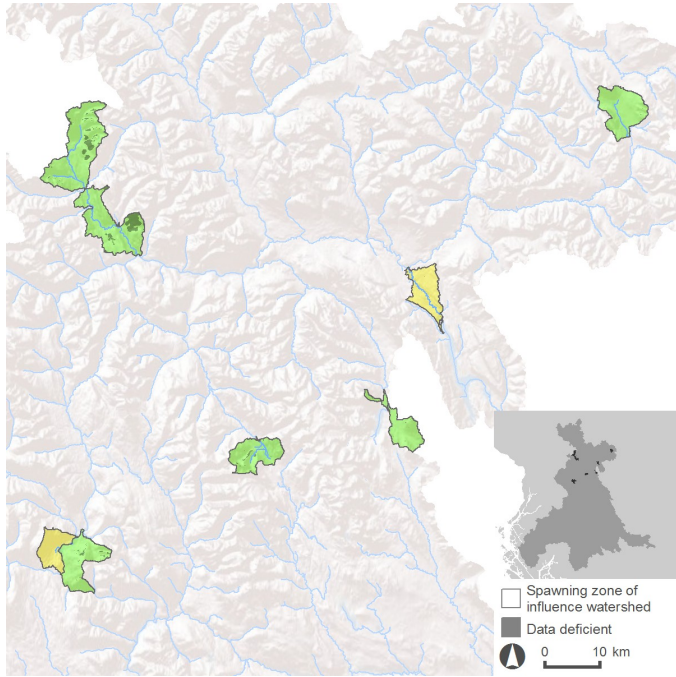 Spawning zone of
influence watershed
Data deficient
0 10 km